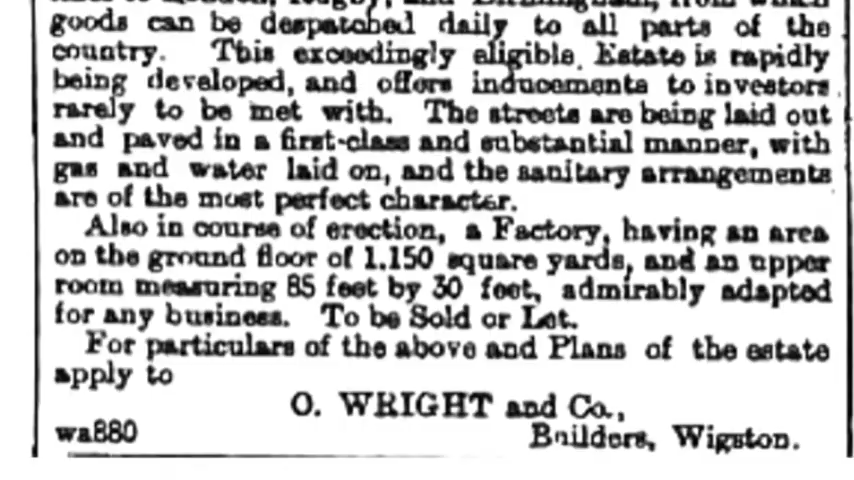 goods can be despatched daily to all parts of the
country. This exceedingly eligible Estate is rapidly
being developed, and offers inducements to investors
rarely to be met with. The streets are being laid out
and paved in a first-class and substantial manner, with
gas and water laid on, and the sanitary arrangements
are of the most perfect character.
Also in course of erection, a Factory, having an area
on the ground floor of 1,150 square yards, and an upper
room measuring 85 feet by 30 feet, admirably adapted
for any business. To be Sold or Let.
For particulars of the above and Plans of the estate
apply to
O. WRIGHT and Co.,
wa880 Builders, Wigston.